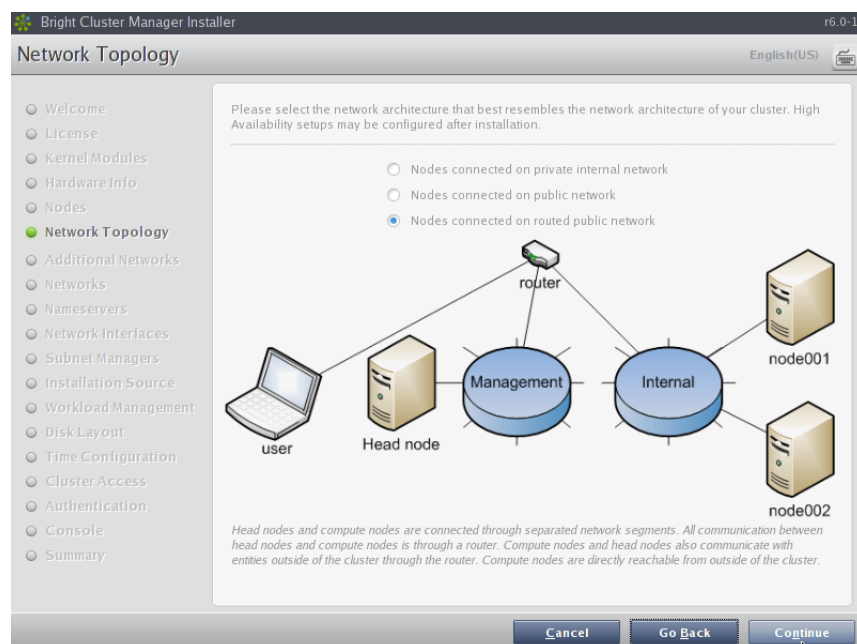 Bright Cluster Manager Installer
r6.0-1
Network Topology
English(US)
Welcome
License
Kernel Modules
Hardware Info
Nodes
Network Topology
Additional Networks
Networks
Nameservers
Network Interfaces
Subnet Managers
Installation Source
Workload Management
Disk Layout
Time Configuration
Cluster Access
Authentication
Console
Summary
Please select the network architecture that best resembles the network architecture of your cluster. High
Availability setups may be configured after installation.
Nodes connected on private internal network
Nodes connected on public network
Nodes connected on routed public network
router
node001
Management
Internal
user
Head node
node002
Head nodes and compute nodes are connected through separated network segments. All communication between
head nodes and compute nodes is through a router. Compute nodes and head nodes also communicate with
entities outside of the cluster through the router. Compute nodes are directly reachable from outside of the cluster.
Cancel
Go Back
Continue